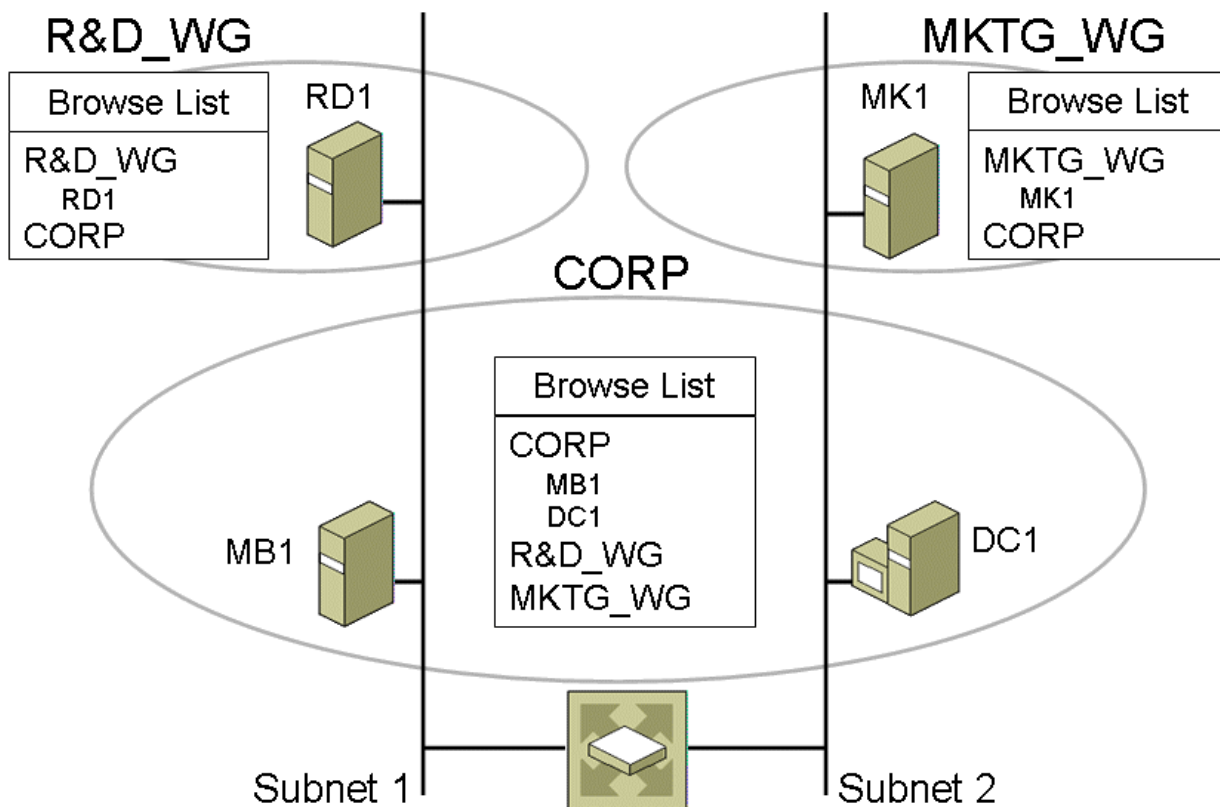 R&D_WG
MKTG_WG
Browse List
R&D_WG
RD1
CORP
RD1
MK1
Browse List
MKTG_WG
MK1
CORP
CORP
Browse List
CORP
MB1
DC1
R&D_WG
MKTG_WG
MB1
DC1
Subnet 1
Subnet 2